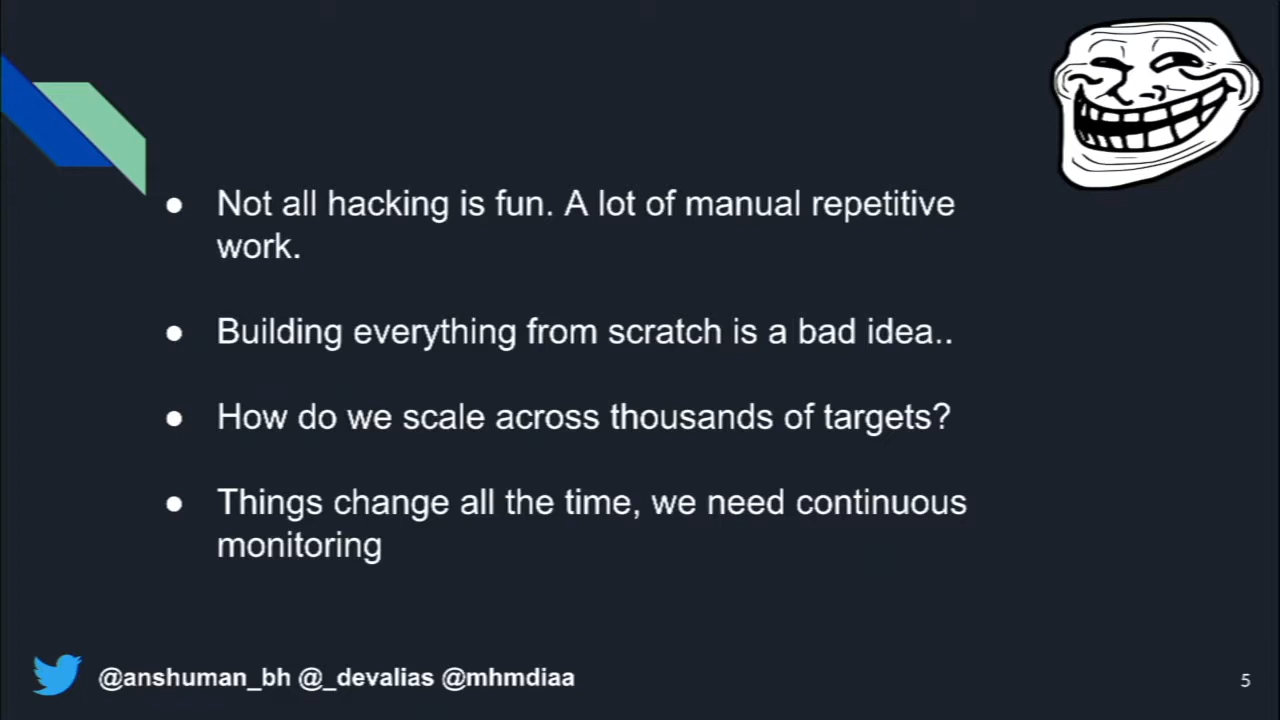 ● Not all hacking is fun. A lot of manual repetitive
work.
● Building everything from scratch is a bad idea..
● How do we scale across thousands of targets?
● Things change all the time, we need continuous
monitoring
@anshuman_bh @_devalias @mhmdiaa
5